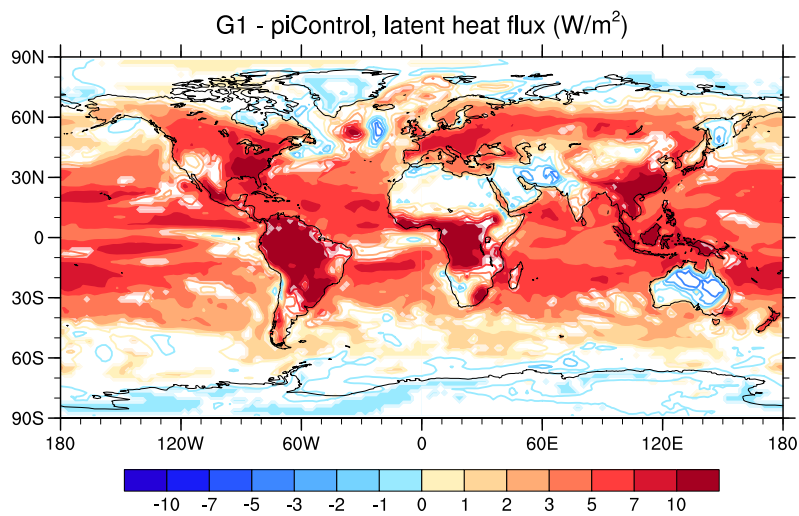 G1 - piControl, latent heat flux (W/m²)
90N
60N
30N
0
30S
60S
90S
180 120W 60W 0 60E 120E 180
-10 -7 -5 -3 -2 -1 0 1 2 3 5 7 10